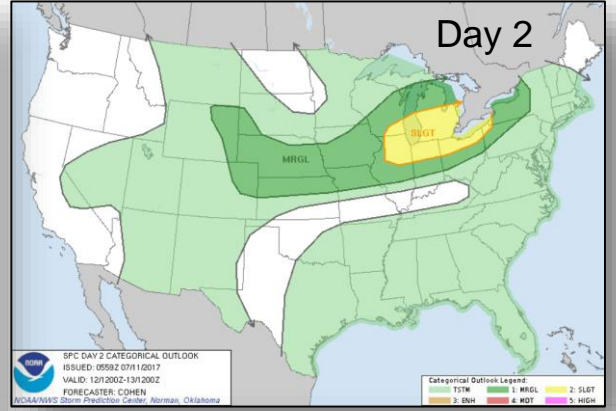 Day 2
SLGT
MRGL
NOAA
SPC DAY 2 CATEGORICAL OUTLOOK
ISSUED: 0559Z 07/11/2017
VALID: 12/1200Z-13/1200Z
FORECASTER: COHEN
NOAA/NWS Storm Prediction Center, Norman, Oklahoma
Categorical Outlook Legend:
TSTM 1: MRGL 2: SLGT
3: ENH 4: MDT 5: HIGH